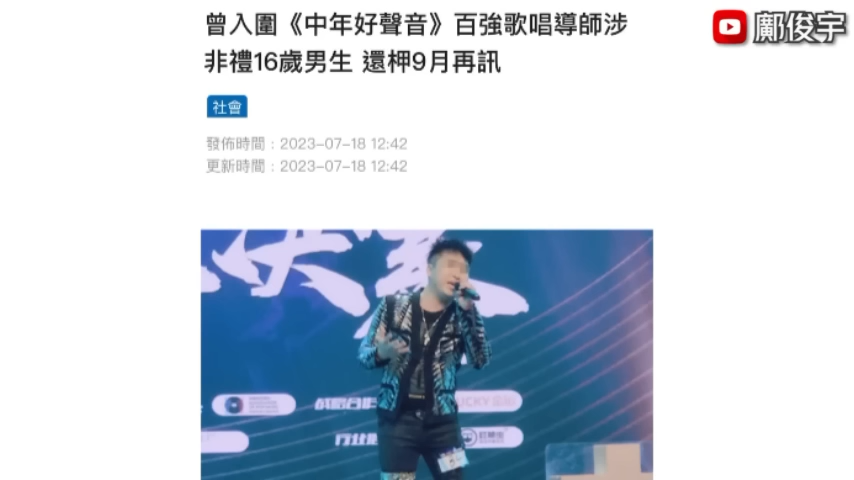 曾入圍《中年好聲音》百強歌唱導師涉
非禮16歲男生 還柙9月再訊
鄺俊宇
社會
發佈時間：2023-07-18 12:42
更新時間：2023-07-18 12:42
決賽